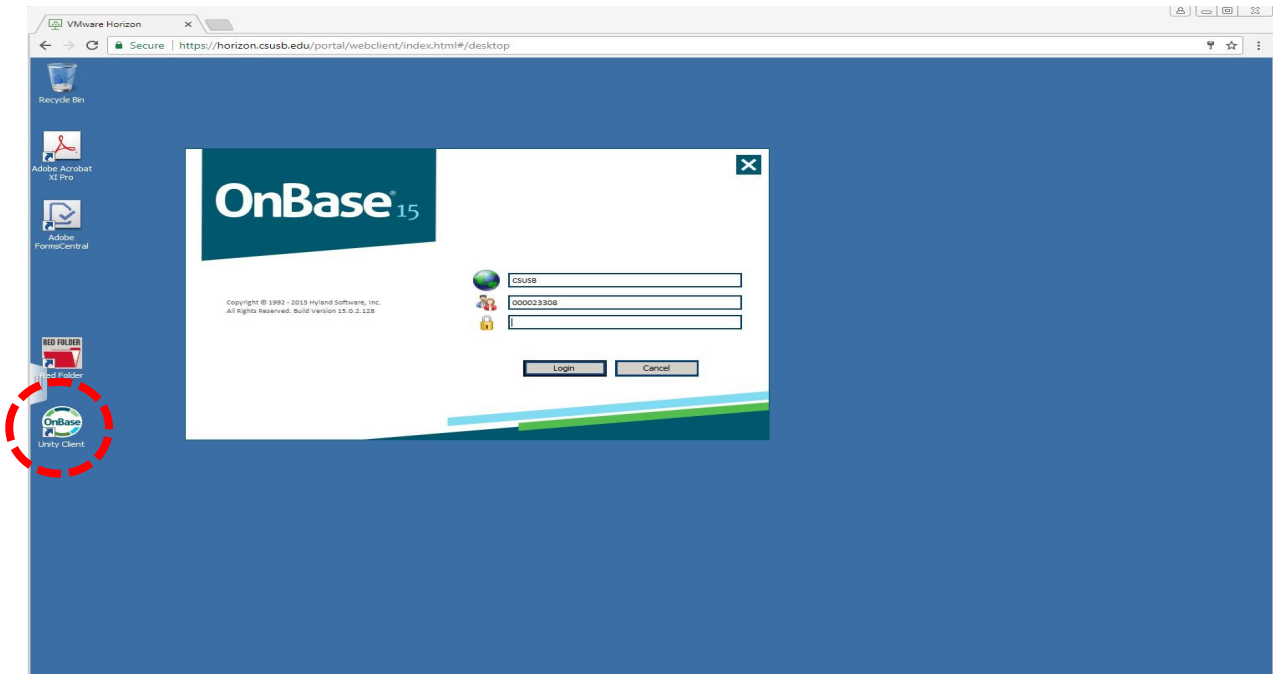 VMware Horizon
Secure | https://horizon.csusb.edu/portal/webclient/index.html#/desktop
Recycle Bin
Adobe Acrobat
XI Pro
OnBase® 15
Adobe
FormsCentral
CSUSB
Copyright © 1992 - 2015 Hyland Software, Inc.
All Rights Reserved. Build Version 15.0.2.128
000023308
RED FOLDER
Red Folder
Login
Cancel
OnBase
Unity Client